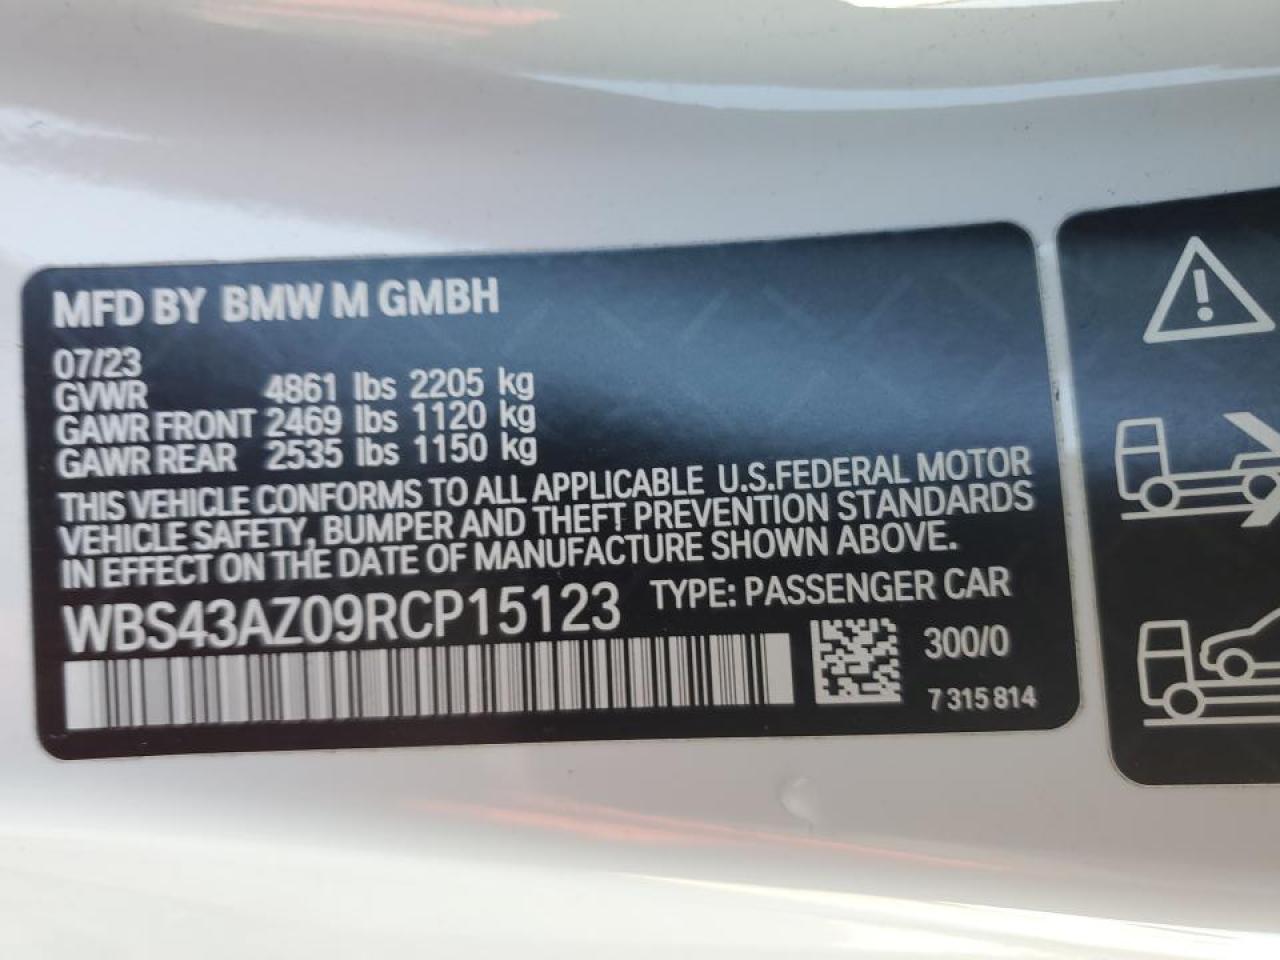 MFD BY BMW M GMBH
07/23
GVWR 4861 lbs 2205 kg
GAWR FRONT 2469 lbs 1120 kg
GAWR REAR 2535 lbs 1150 kg
THIS VEHICLE CONFORMS TO ALL APPLICABLE U.S.FEDERAL MOTOR
VEHICLE SAFETY, BUMPER AND THEFT PREVENTION STANDARDS
IN EFFECT ON THE DATE OF MANUFACTURE SHOWN ABOVE.
WBS43AZ09RCP15123 TYPE: PASSENGER CAR
300/0
7 315 814